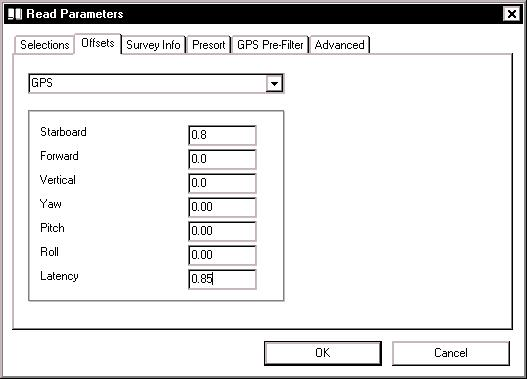 Read Parameters
Selections Offsets Survey Info Presort GPS Pre-Filter Advanced
GPS
Starboard 0.8
Forward 0.0
Vertical 0.0
Yaw 0.00
Pitch 0.00
Roll 0.00
Latency 0.85
OK Cancel